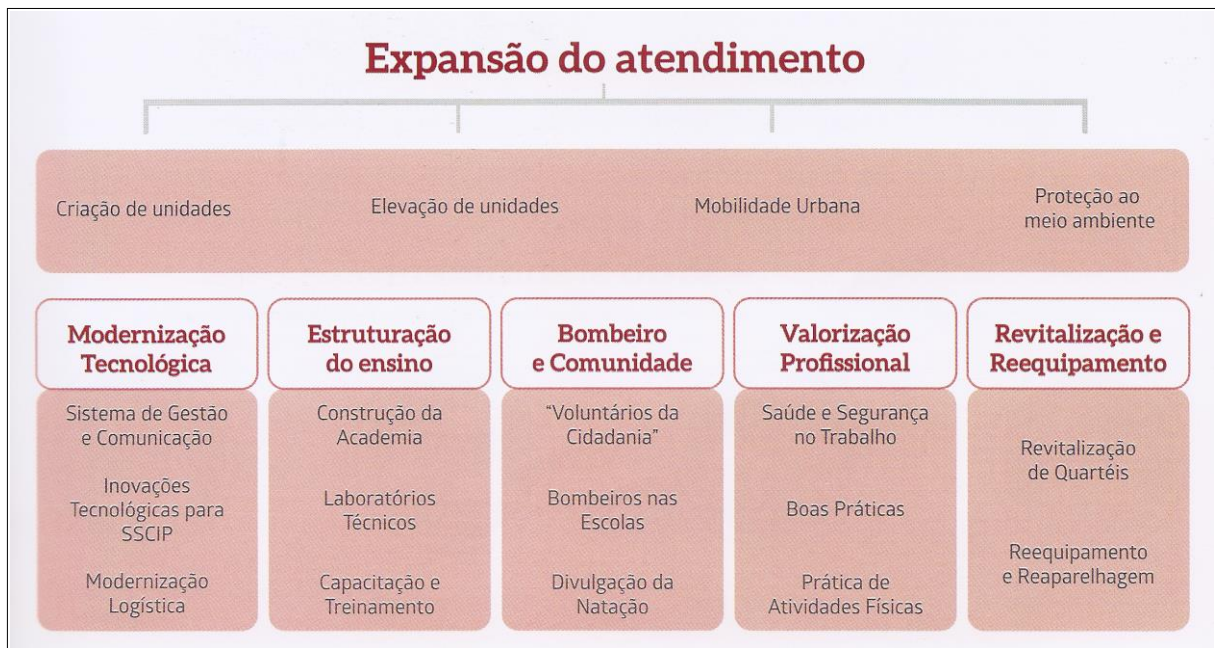 Expansão do atendimento
Criação de unidades
Elevação de unidades
Mobilidade Urbana
Proteção ao
meio ambiente
Modernização
Tecnológica
Sistema de Gestão
e Comunicação
Inovações
Tecnológicas para
SSCIP
Modernização
Logística
Estruturação
do ensino
Construção da
Academia
Laboratórios
Técnicos
Capacitação e
Treinamento
Bombeiro
e Comunidade
"Voluntários da
Cidadania"
Bombeiros nas
Escolas
Divulgação da
Natação
Valorização
Profissional
Saúde e Segurança
no Trabalho
Boas Práticas
Prática de
Atividades Físicas
Revitalização e
Reequipamento
Revitalização
de Quartéis
Reequipamento
e Reaparelhagem